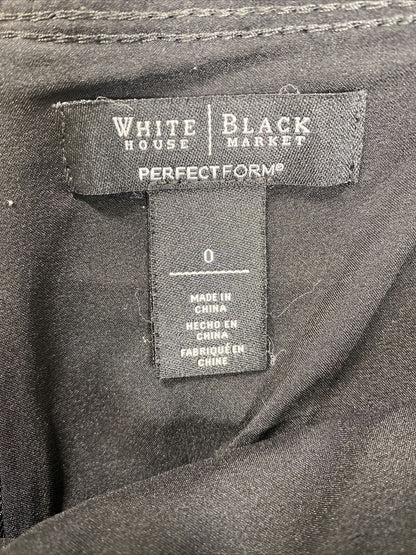 WHITE | BLACK
HOUSE | MARKET
PERFECTFORM®
0
MADE IN
CHINA
HECHO EN
CHINA
FABRIQUÉ EN
CHINE